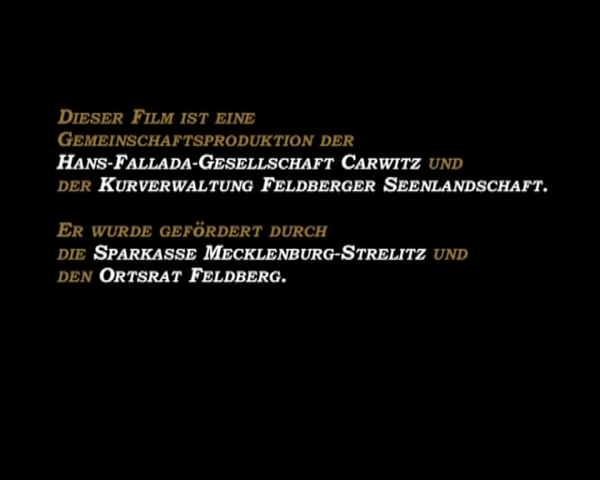 Dieser Film ist eine
Gemeinschaftsproduktion der
Hans-Fallada-Gesellschaft Carwitz und
der Kurverwaltung Feldberger Seenlandschaft.
Er wurde gefördert durch
die Sparkasse Mecklenburg-Strelitz und
den Ortsrat Feldberg.